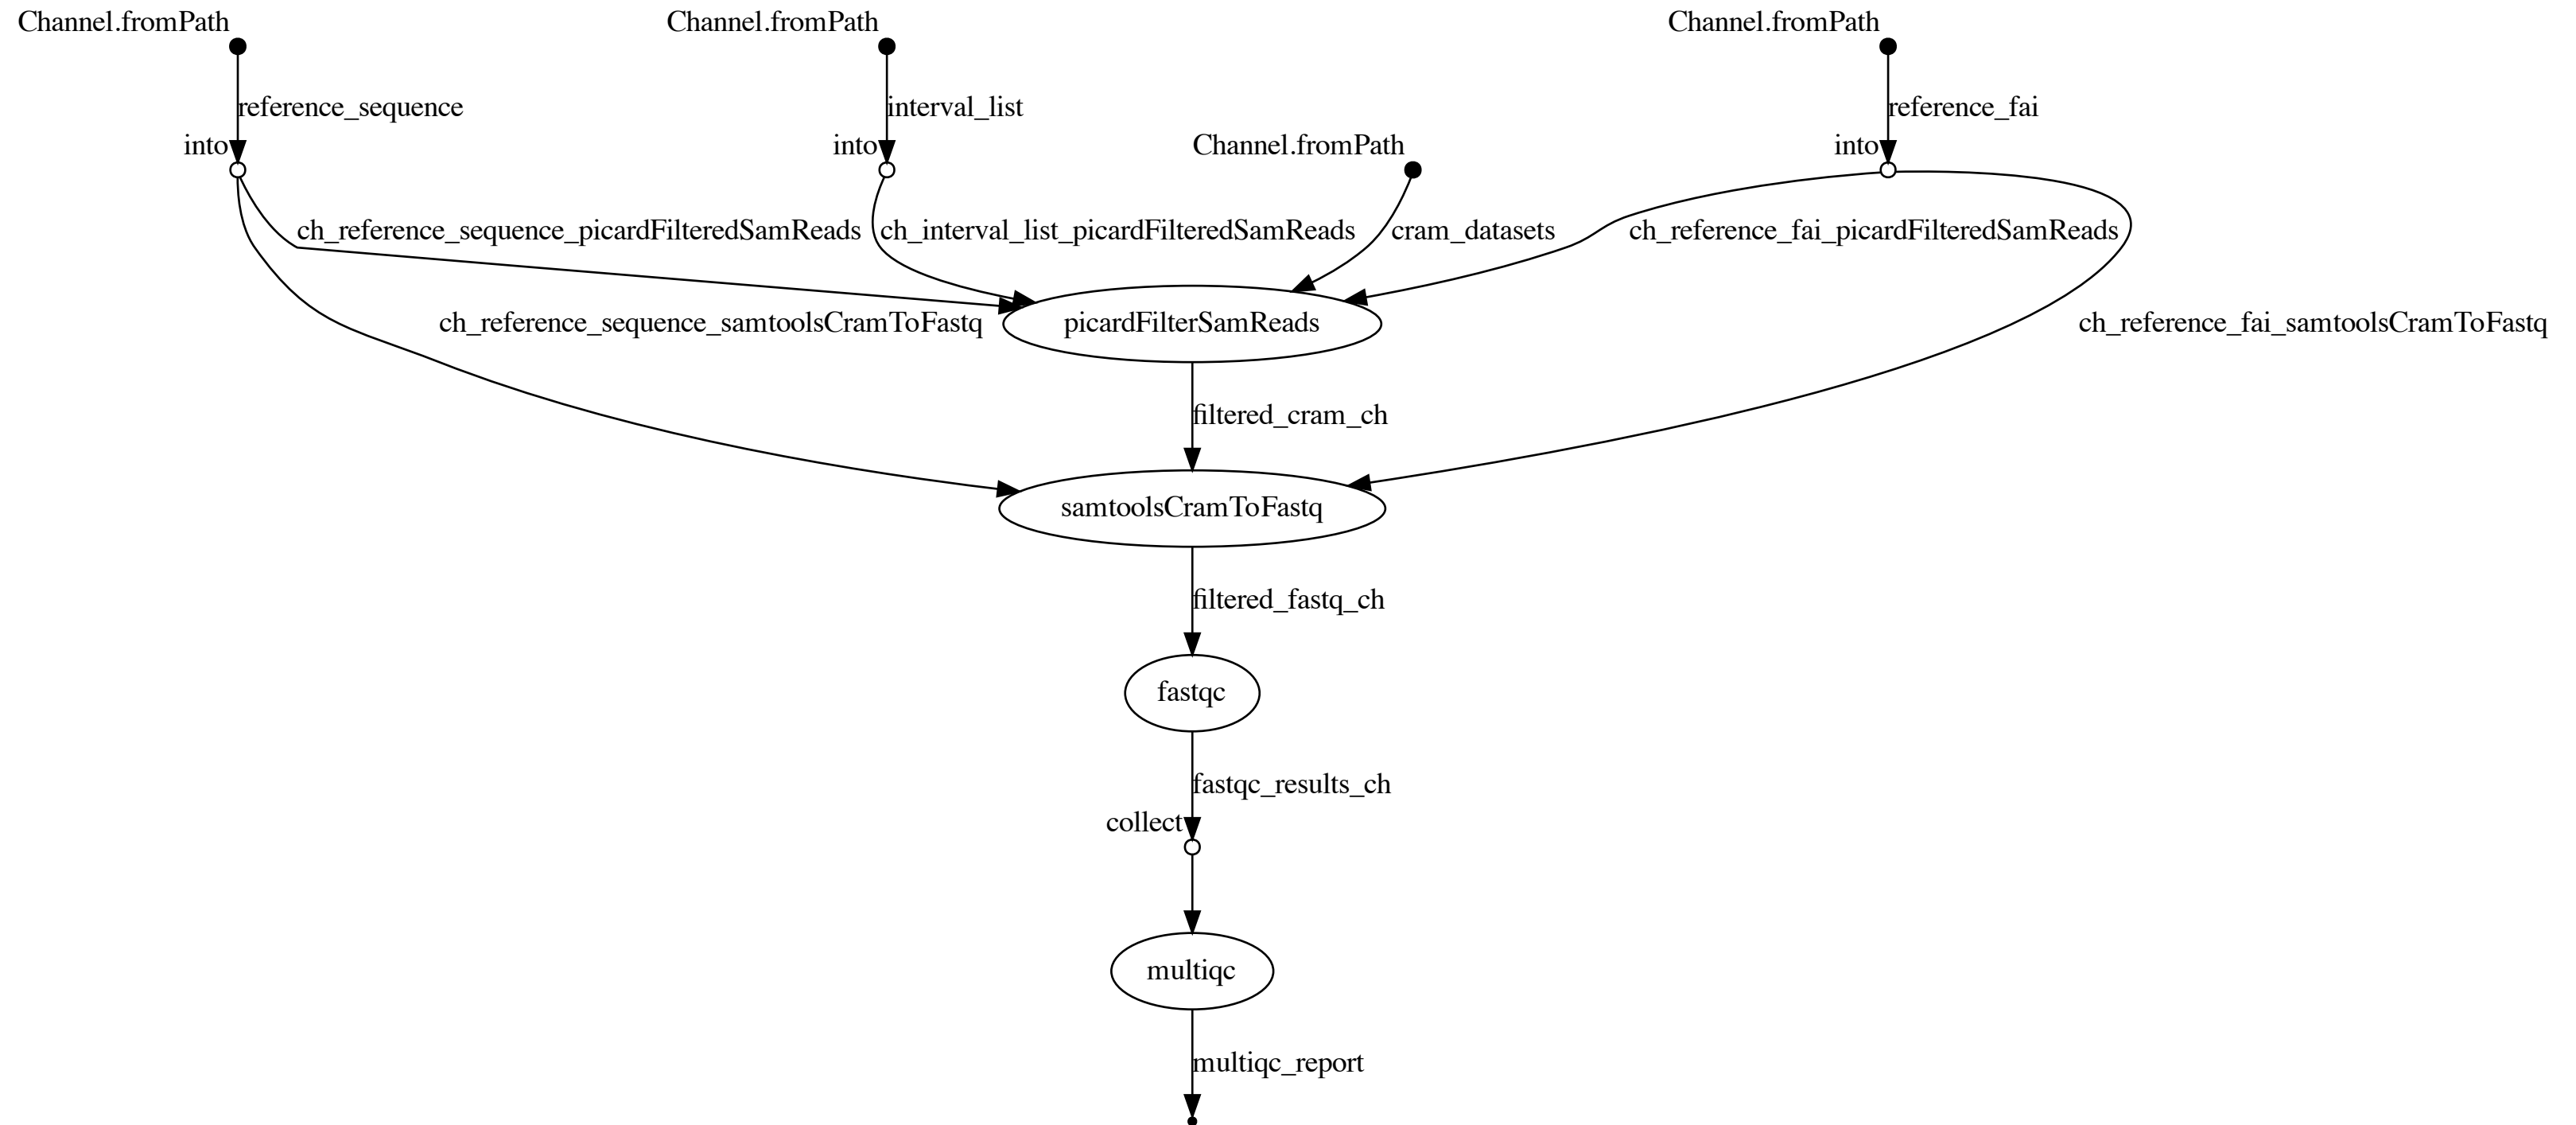 Channel.fromPath
Channel.fromPath
Channel.fromPath
reference_sequence
interval_list
reference_fai
into
into
Channel.fromPath
into
ch_reference_sequence_picardFilteredSamReads
ch_interval_list_picardFilteredSamReads
cram_datasets
ch_reference_fai_picardFilteredSamReads
ch_reference_sequence_samtoolsCramToFastq
picardFilterSamReads
ch_reference_fai_samtoolsCramToFastq
filtered_cram_ch
samtoolsCramToFastq
filtered_fastq_ch
fastqc
fastqc_results_ch
collect
multiqc
multiqc_report